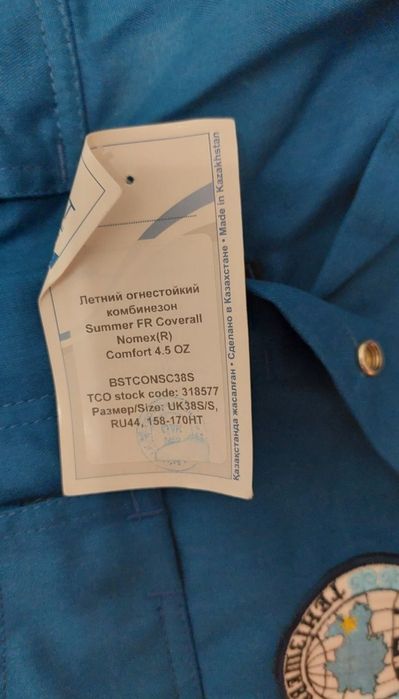 Летний огнестойкий
комбинезон
Summer FR Coverall
Nomex(R)
Comfort 4.5 OZ
BSTCONSC38S
TCO stock code: 318577
Размер/Size: UK38S/S,
RU44, 158-170HT
Қазақстанда жасалған • Сделано в Казахстане • Made in Kazakhstan